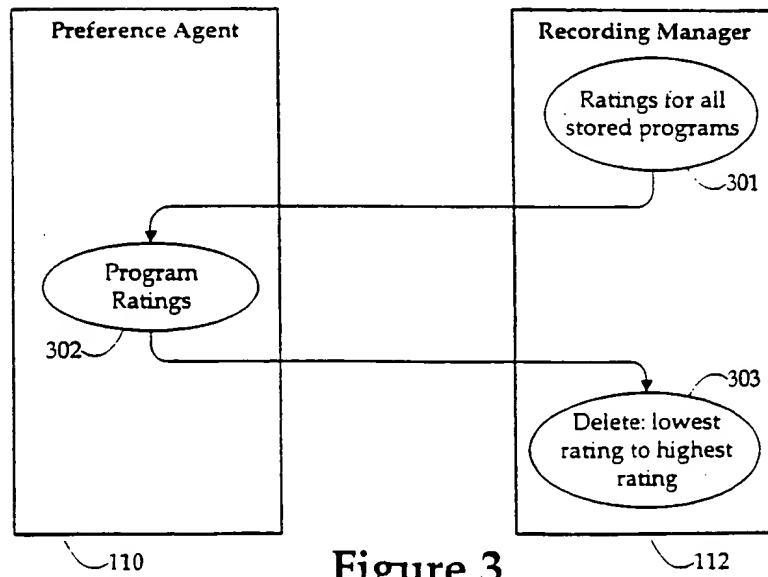 Preference Agent
Recording Manager
Ratings for all
stored programs
301
Program
Ratings
302
303
Delete: lowest
rating to highest
rating
110
Figure 3
112